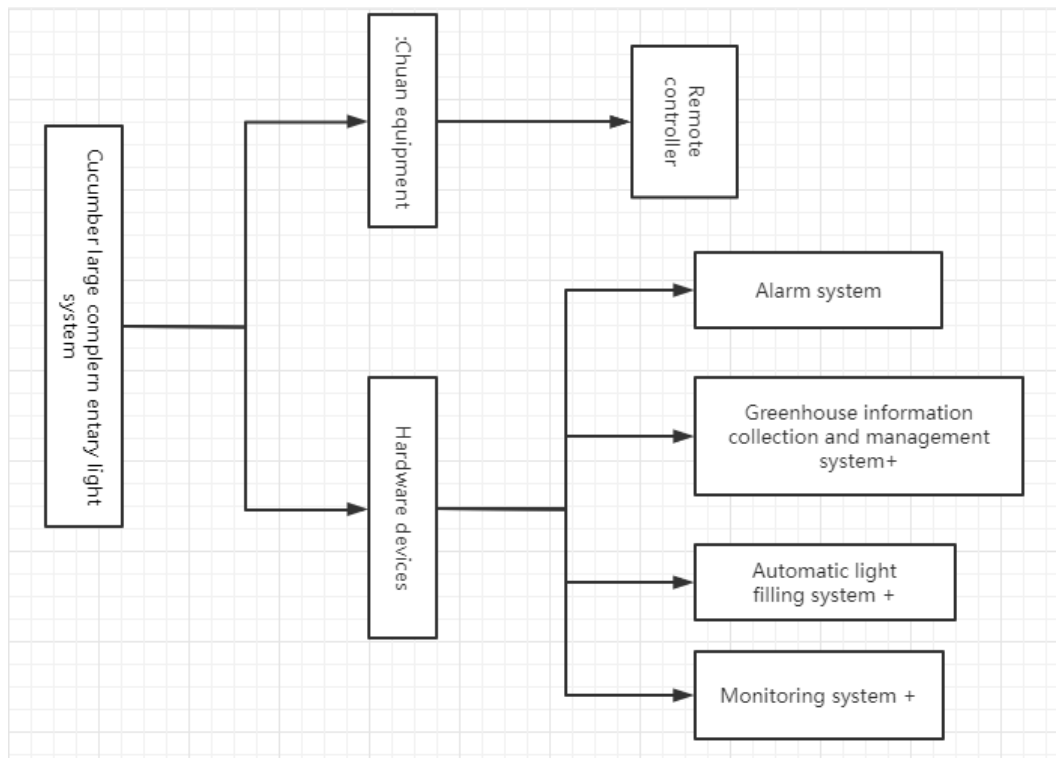 Cucumber large complern entary light
system
:Chuan equipment
Remote
controller
Hardware devices
Alarm system
Greenhouse information
collection and management
system+
Automatic light
filling system +
Monitoring system +